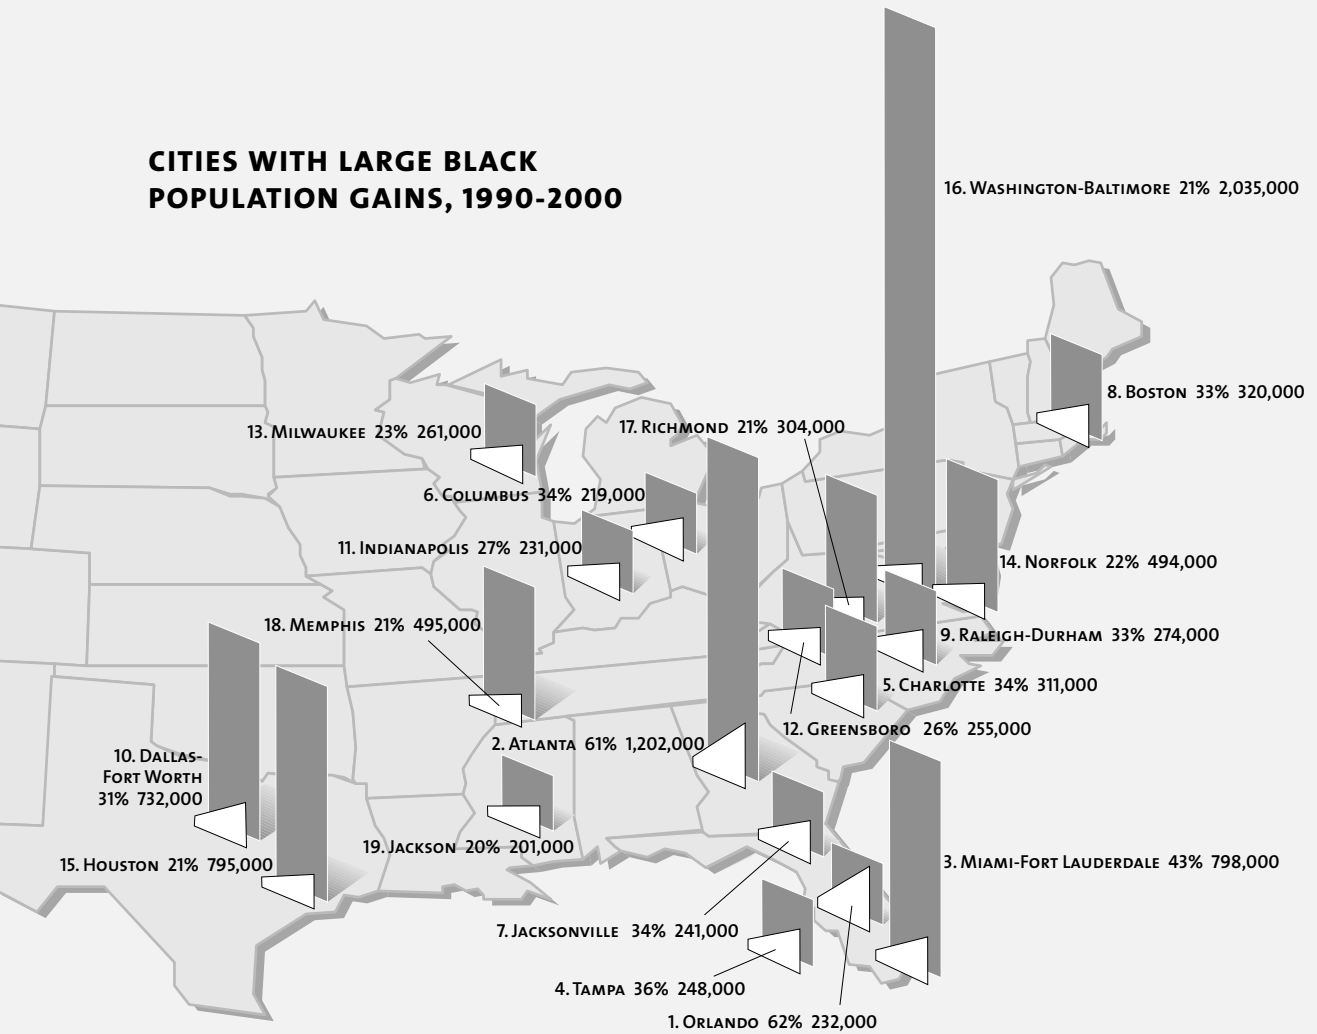 CITIES WITH LARGE BLACK
POPULATION GAINS, 1990-2000
16. WASHINGTON-BALTIMORE 21% 2,035,000
8. BOSTON 33% 320,000
17. RICHMOND 21% 304,000
13. MILWAUKEE 23% 261,000
6. COLUMBUS 34% 219,000
11. INDIANAPOLIS 27% 231,000
14. NORFOLK 22% 494,000
18. MEMPHIS 21% 495,000
9. RALEIGH-DURHAM 33% 274,000
5. CHARLOTTE 34% 311,000
12. GREENSBORO 26% 255,000
2. ATLANTA 61% 1,202,000
10. DALLAS-
FORT WORTH
31% 732,000
19. JACKSON 20% 201,000
15. HOUSTON 21% 795,000
3. MIAMI-FORT LAUDERDALE 43% 798,000
7. JACKSONVILLE 34% 241,000
4. TAMPA 36% 248,000
1. ORLANDO 62% 232,000